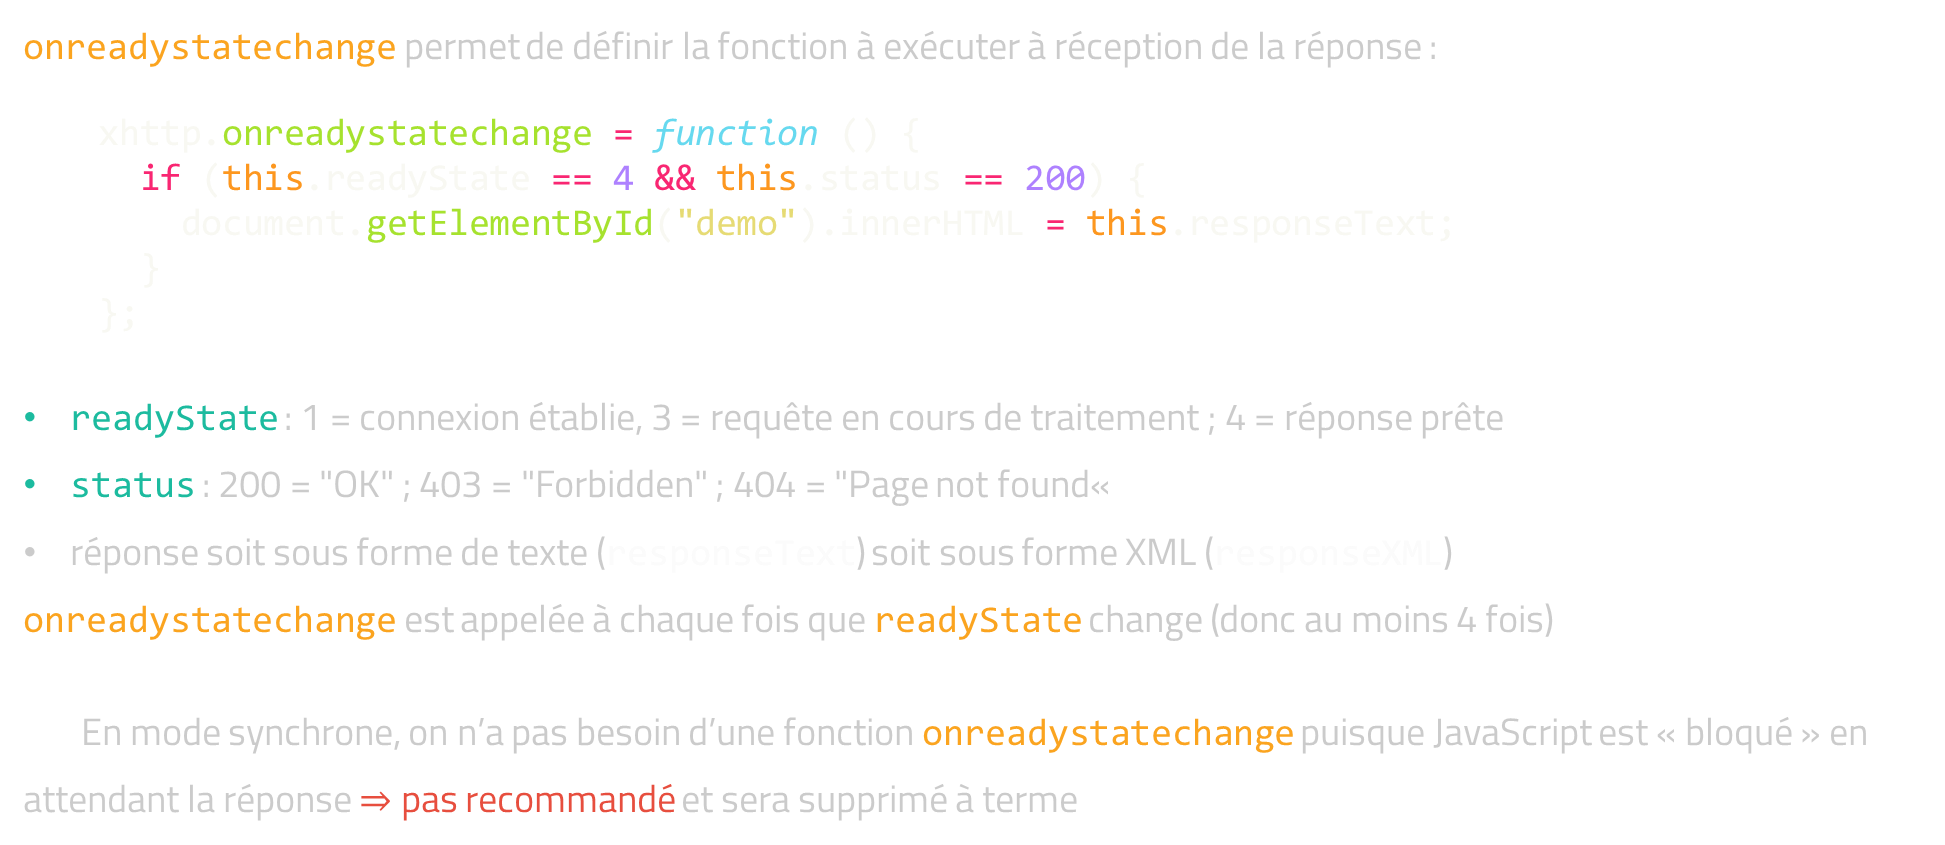 onreadystatechange permet de définir la fonction à exécuter à réception de la réponse :
xhttp.onreadystatechange = function () {
if (this.readyState == 4 && this.status == 200) {
document.getElementById("demo").innerHTML = this.responseText;
}
};
• readyState : 1 = connexion établie, 3 = requête en cours de traitement ; 4 = réponse prête
• status : 200 = "OK" ; 403 = "Forbidden" ; 404 = "Page not found«
• réponse soit sous forme de texte (responseText) soit sous forme XML (responseXML)
onreadystatechange est appelée à chaque fois que readyState change (donc au moins 4 fois)
En mode synchrone, on n’a pas besoin d’une fonction onreadystatechange puisque JavaScript est « bloqué » en
attendant la réponse ⇒ pas recommandé et sera supprimé à terme